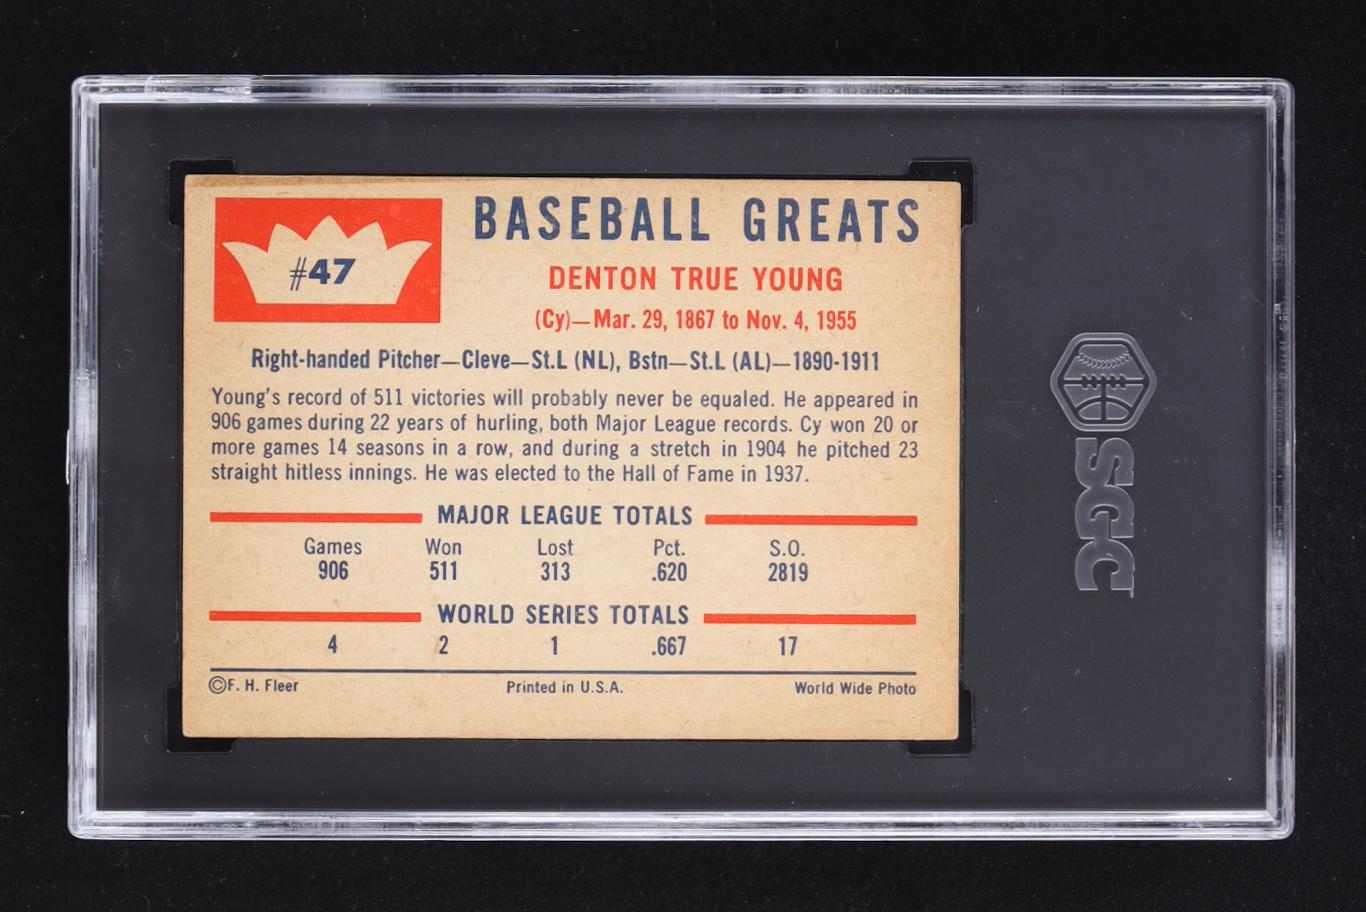 #47
BASEBALL GREATS
DENTON TRUE YOUNG
(Cy)—Mar. 29, 1867 to Nov. 4, 1955
Right-handed Pitcher—Cleve—St.L (NL), Bstn—St.L (AL)—1890-1911
Young's record of 511 victories will probably never be equaled. He appeared in
906 games during 22 years of hurling, both Major League records. Cy won 20 or
more games 14 seasons in a row, and during a stretch in 1904 he pitched 23
straight hitless innings. He was elected to the Hall of Fame in 1937.
MAJOR LEAGUE TOTALS
Games Won Lost Pct. S.O.
906 511 313 .620 2819
WORLD SERIES TOTALS
4 2 1 .667 17
©F. H. Fleer Printed in U.S.A. World Wide Photo
SGC